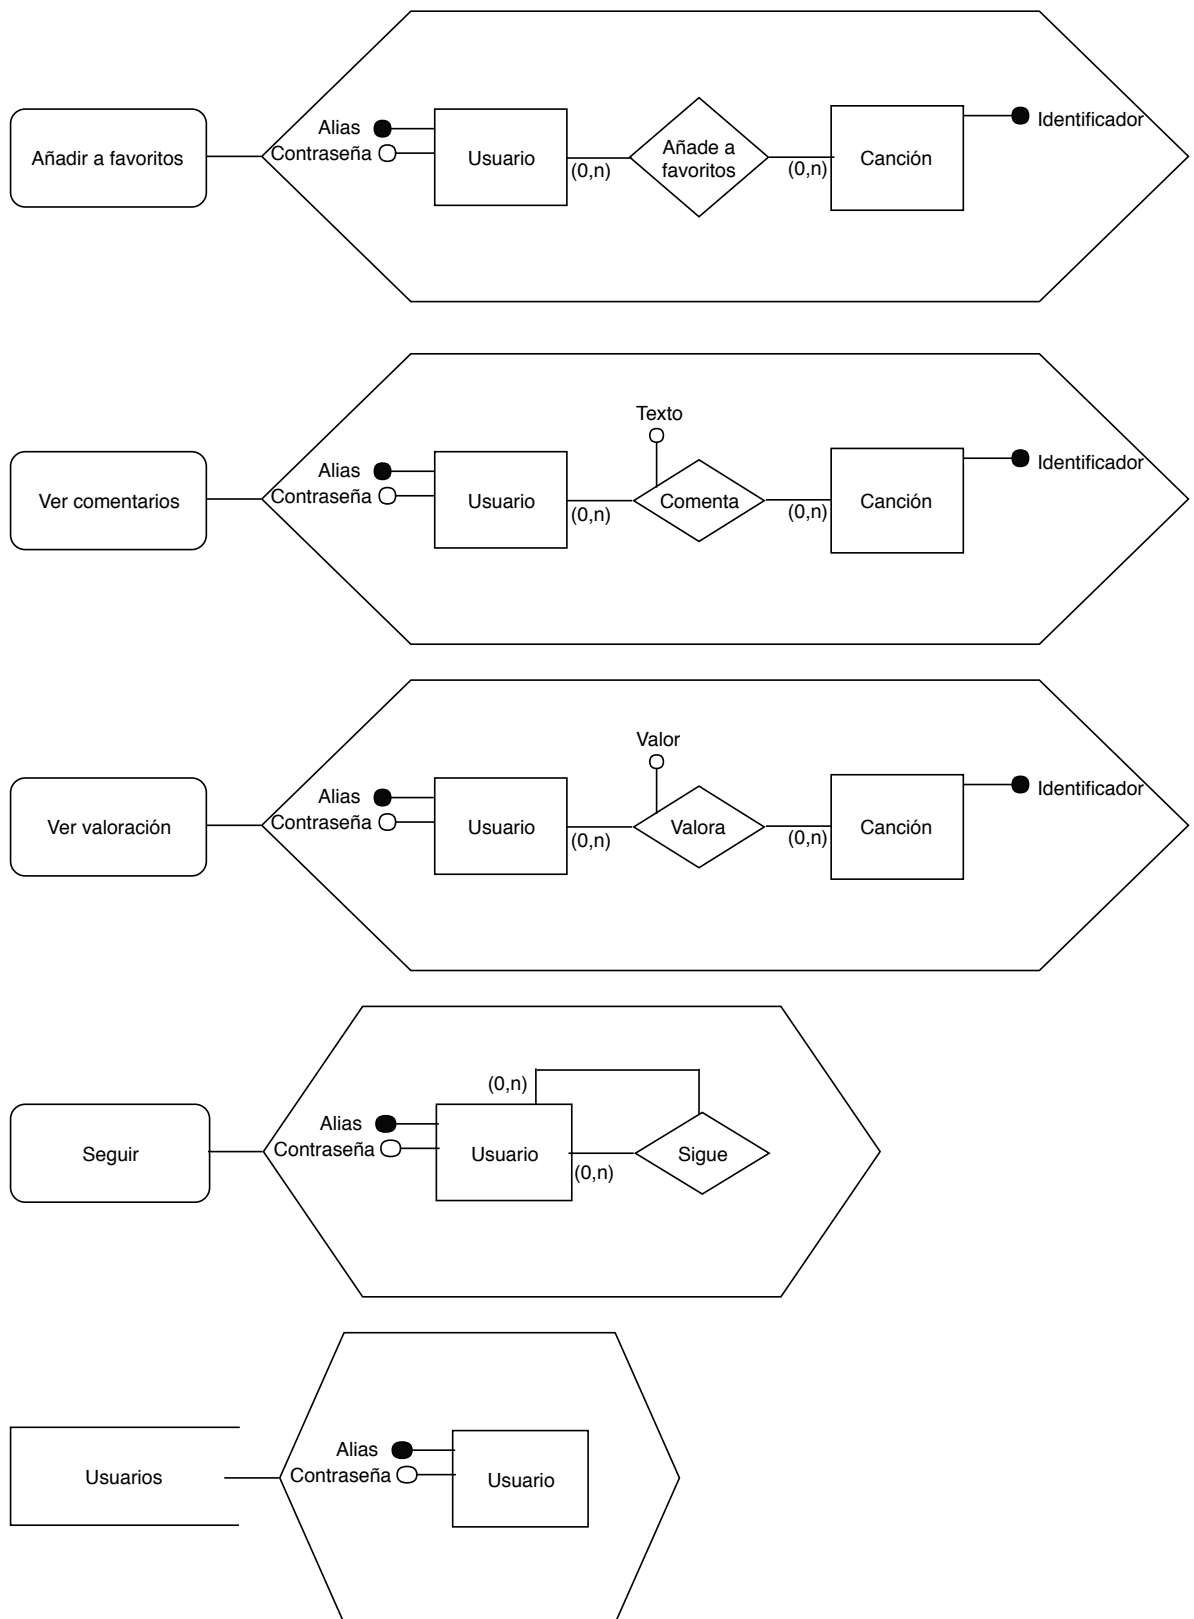 Añadir a favoritos
Alias
Contraseña
Usuario
(0,n)
Añade a
favoritos
(0,n)
Canción
Identificador
Ver comentarios
Alias
Contraseña
Usuario
(0,n)
Texto
Comenta
(0,n)
Canción
Identificador
Ver valoración
Alias
Contraseña
Usuario
(0,n)
Valor
Valora
(0,n)
Canción
Identificador
Seguir
Alias
Contraseña
(0,n)
Usuario
(0,n)
Sigue
Usuarios
Alias
Contraseña
Usuario